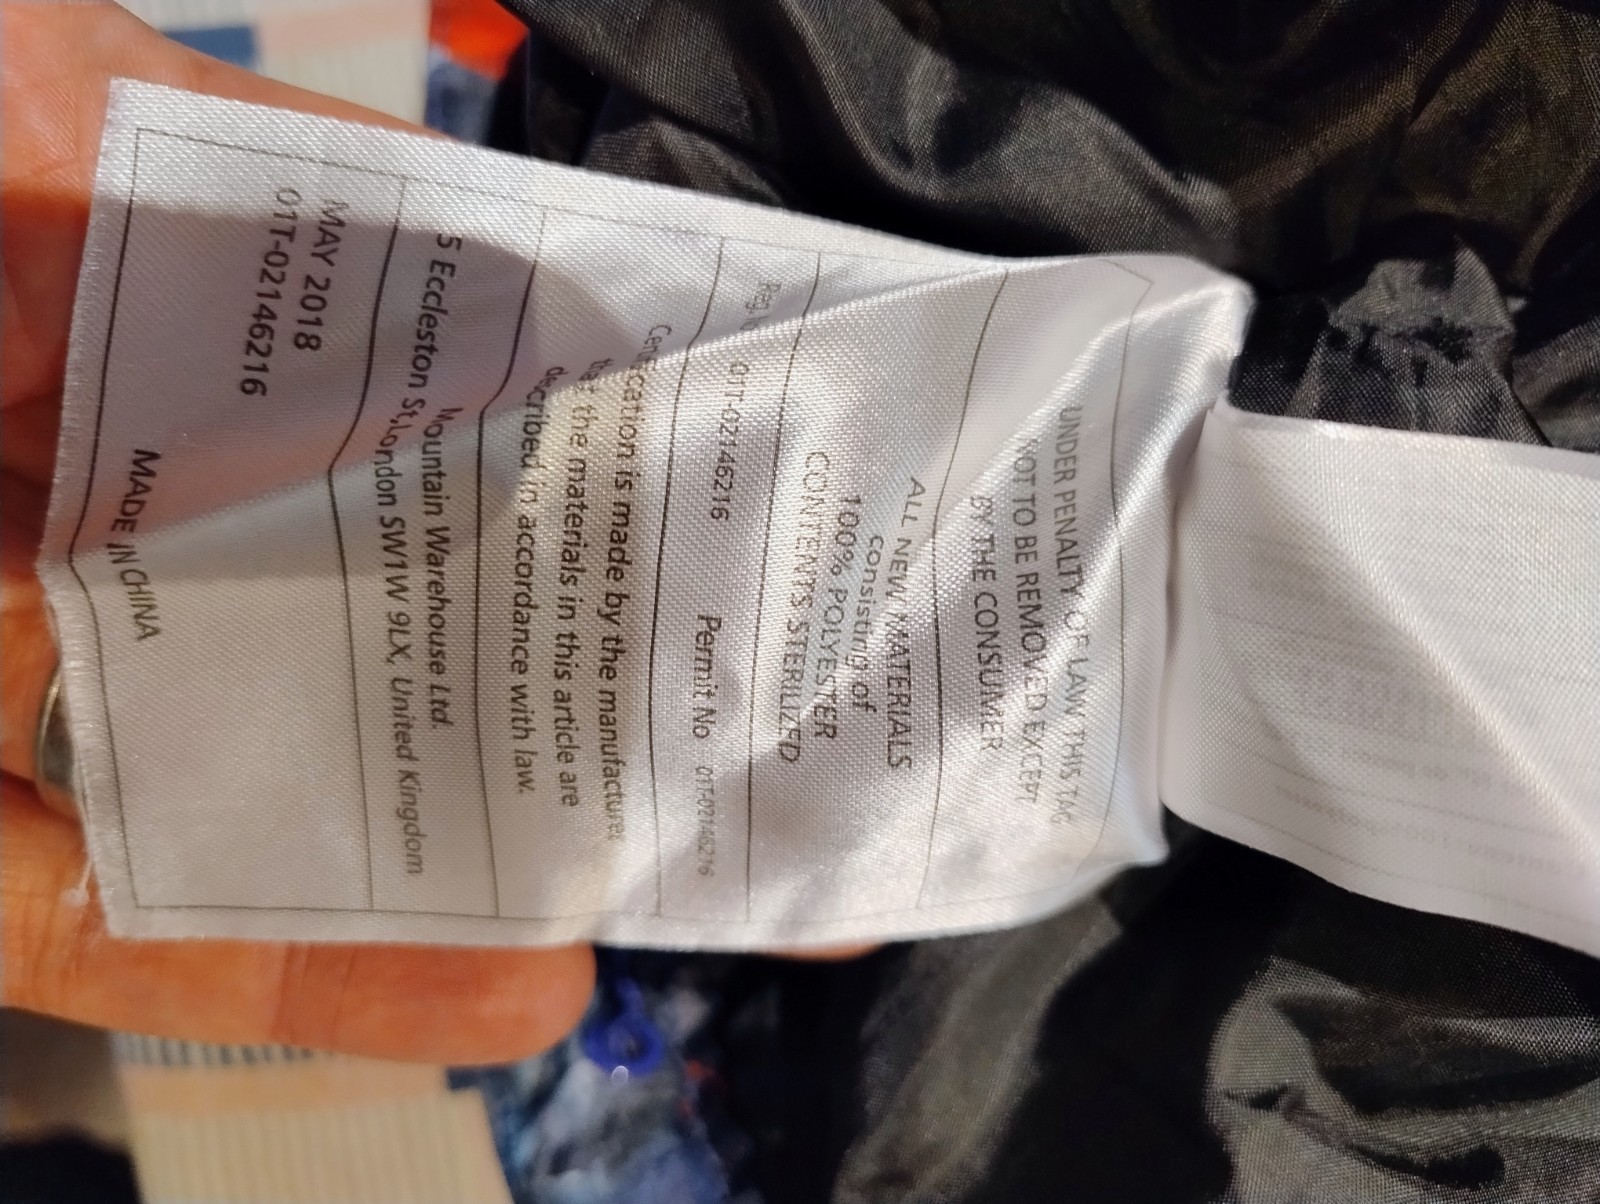 UNDER PENALTY OF LAW THIS TAG
NOT TO BE REMOVED EXCEPT
BY THE CONSUMER
ALL NEW MATERIALS
consisting of
100% POLYESTER
CONTENTS STERILIZED
Reg. 01T-02146216 Permit No 01T-02146216
Certification is made by the manufacturer
that the materials in this article are
described in accordance with law.
Mountain Warehouse Ltd.
5 Eccleston St, London SW1W 9LX, United Kingdom
MAY 2018
01T-02146216
MADE IN CHINA